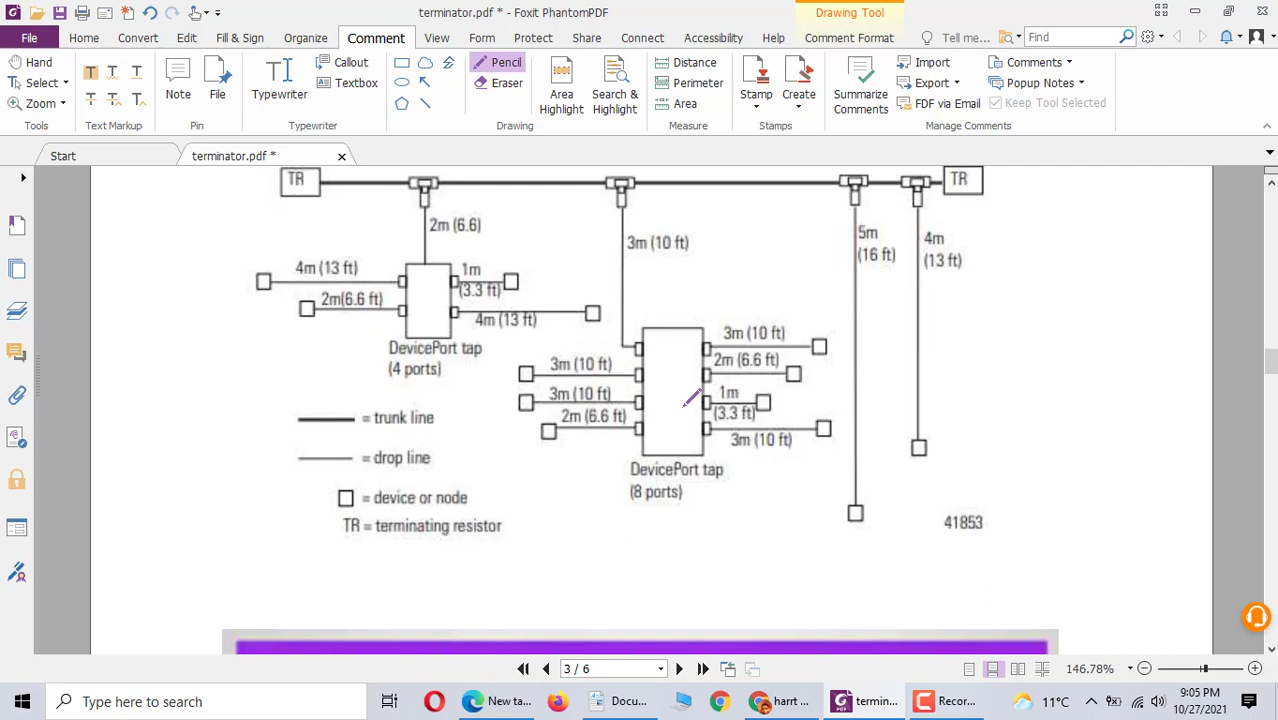 terminator.pdf * - Foxit PhantomPDF
Drawing Tool
File Home Convert Edit Fill & Sign Organize Comment View Form Protect Share Connect Accessibility Help Comment Format Tell me... Find
Hand
Select
Zoom
Tools
Text Markup
Note
File
Pin
Typewriter
Callout
Textbox
Typewriter
Pencil
Eraser
Drawing
Area Highlight
Search & Highlight
Distance
Perimeter
Area
Measure
Stamp
Create
Stamps
Summarize Comments
Import
Export
FDF via Email
Comments
Popup Notes
Keep Tool Selected
Manage Comments
Start
terminator.pdf *
TR
TR
2m (6.6)
3m (10 ft)
5m
(16 ft)
4m
(13 ft)
4m (13 ft)
1m
(3.3 ft)
2m(6.6 ft)
4m (13 ft)
DevicePort tap
(4 ports)
3m (10 ft)
2m (6.6 ft)
3m (10 ft)
3m (10 ft)
1m
(3.3 ft)
2m (6.6 ft)
3m (10 ft)
DevicePort tap
(8 ports)
= trunk line
= drop line
= device or node
TR = terminating resistor
41853
3 / 6
146.78%
Type here to search
New ta...
Docu...
harrt ...
termin...
Recor...
11°C
9:05 PM
10/27/2021